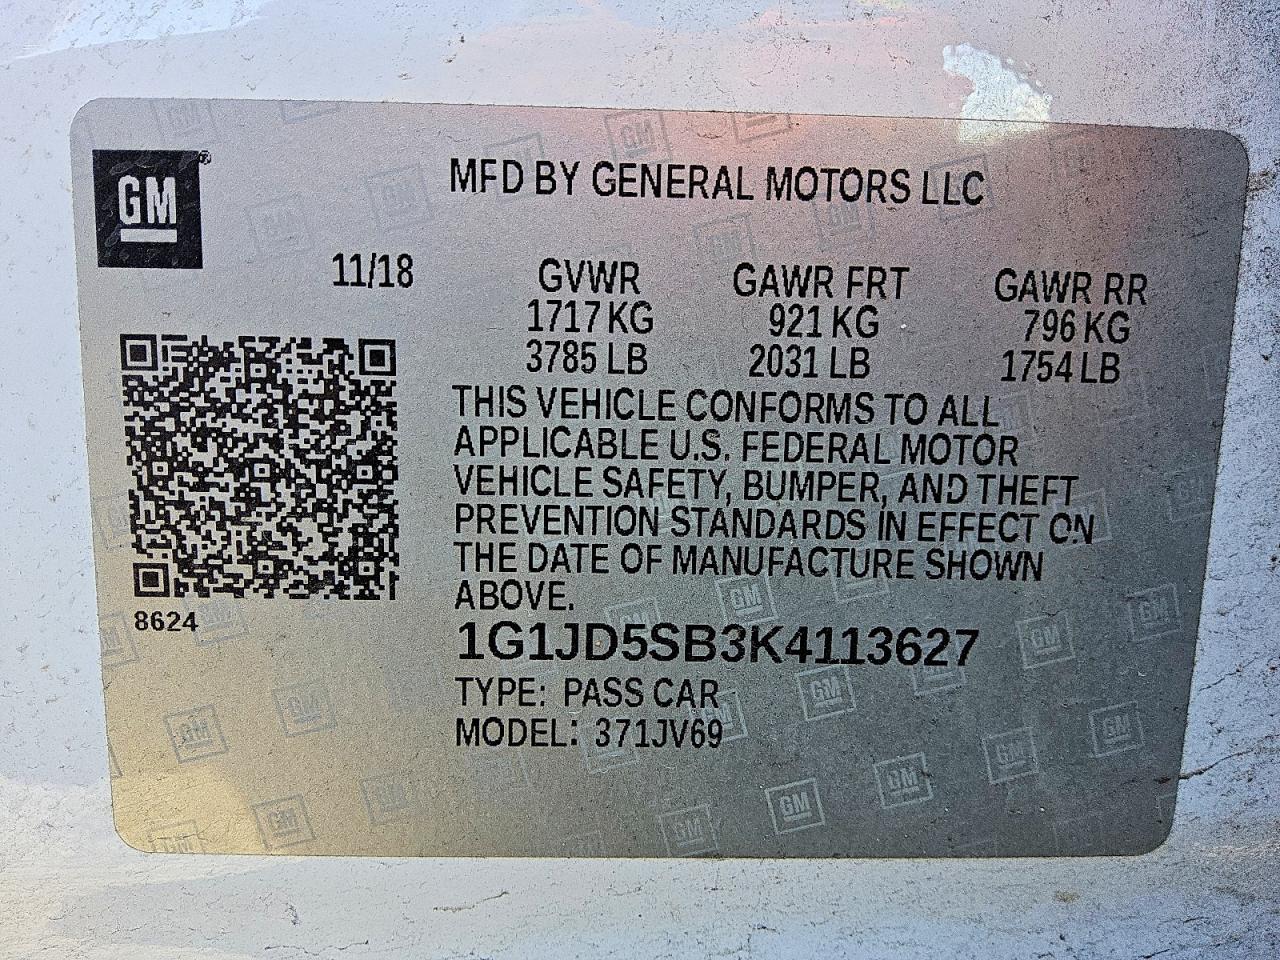 GM®
MFD BY GENERAL MOTORS LLC
11/18
GVWR GAWR FRT GAWR RR
1717 KG 921 KG 796 KG
3785 LB 2031 LB 1754 LB
THIS VEHICLE CONFORMS TO ALL
APPLICABLE U.S. FEDERAL MOTOR
VEHICLE SAFETY, BUMPER, AND THEFT
PREVENTION STANDARDS IN EFFECT ON
THE DATE OF MANUFACTURE SHOWN
ABOVE.
8624
1G1JD5SB3K4113627
TYPE: PASS CAR
MODEL: 371JV69